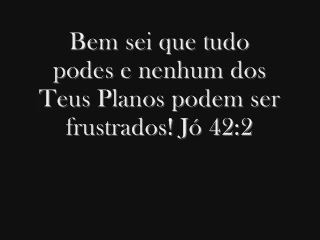 Bem sei que tudo
podes e nenhum dos
Teus Planos podem ser
frustrados! Jó 42:2